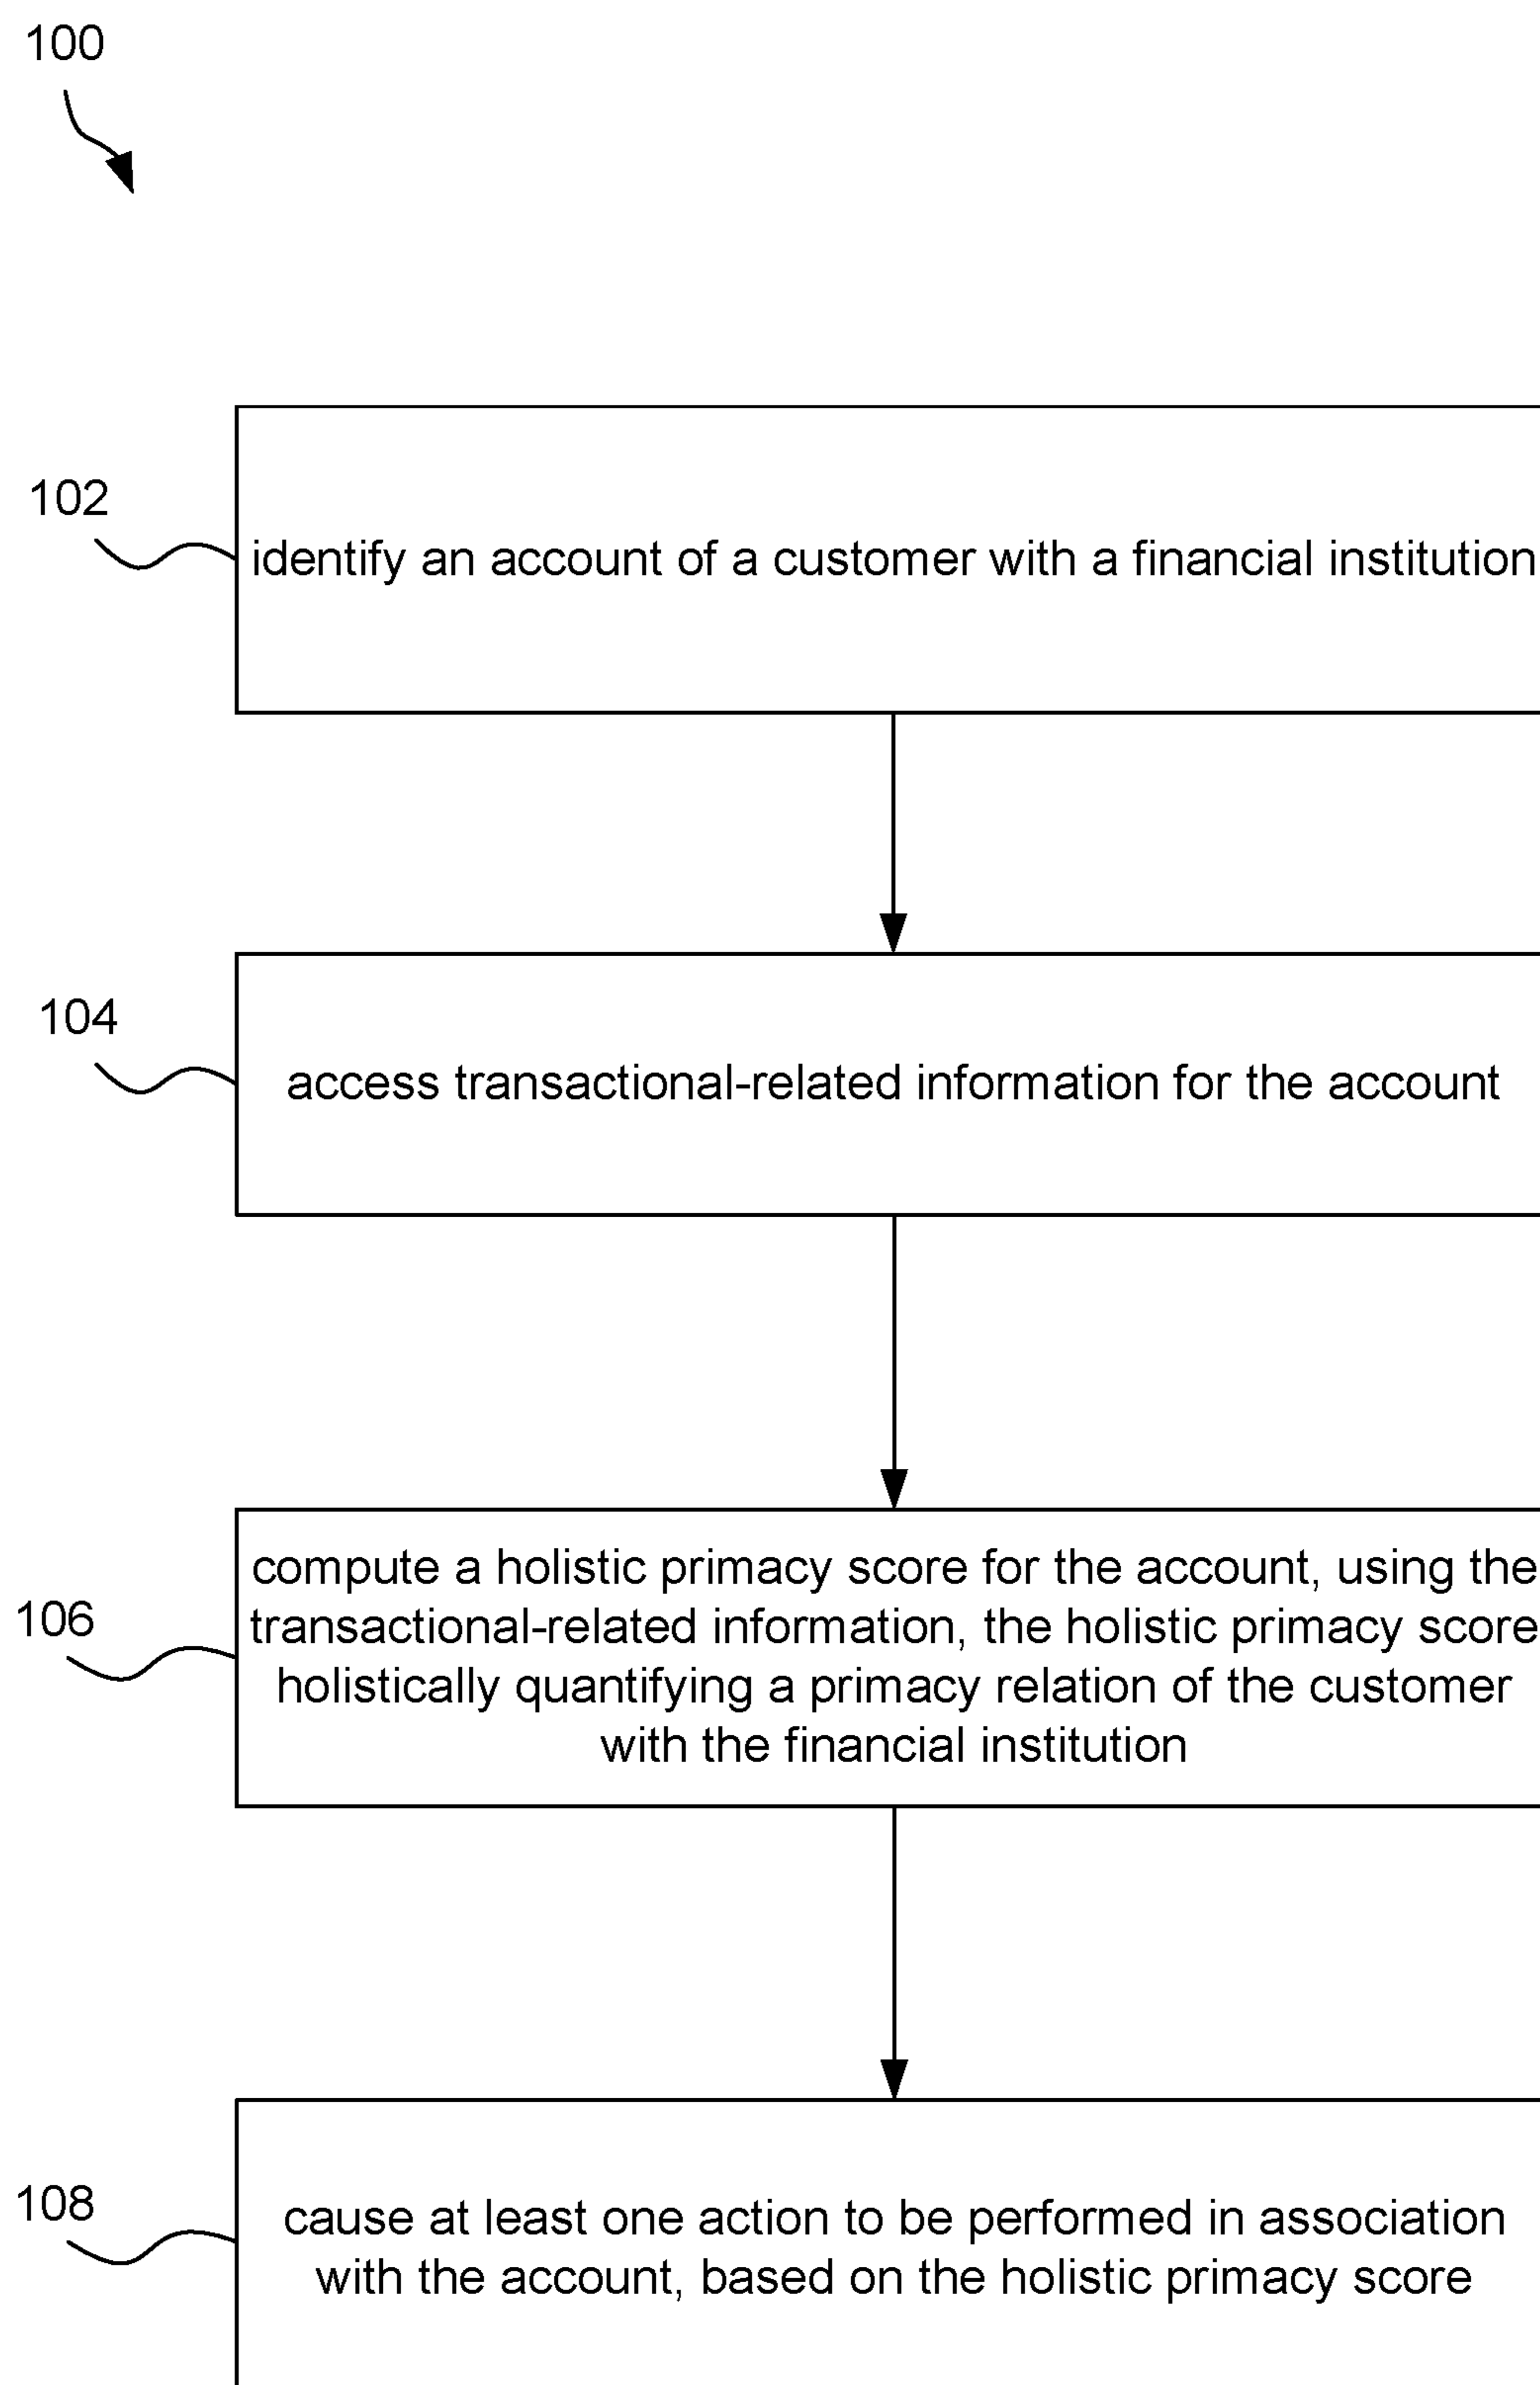 100
102
identify an account of a customer with a financial institution
104
access transactional-related information for the account
compute a holistic primacy score for the account, using the
106
transactional-related information, the holistic primacy score
holistically quantifying a primacy relation of the customer
with the financial institution
108
cause at least one action to be performed in association
with the account, based on the holistic primacy score